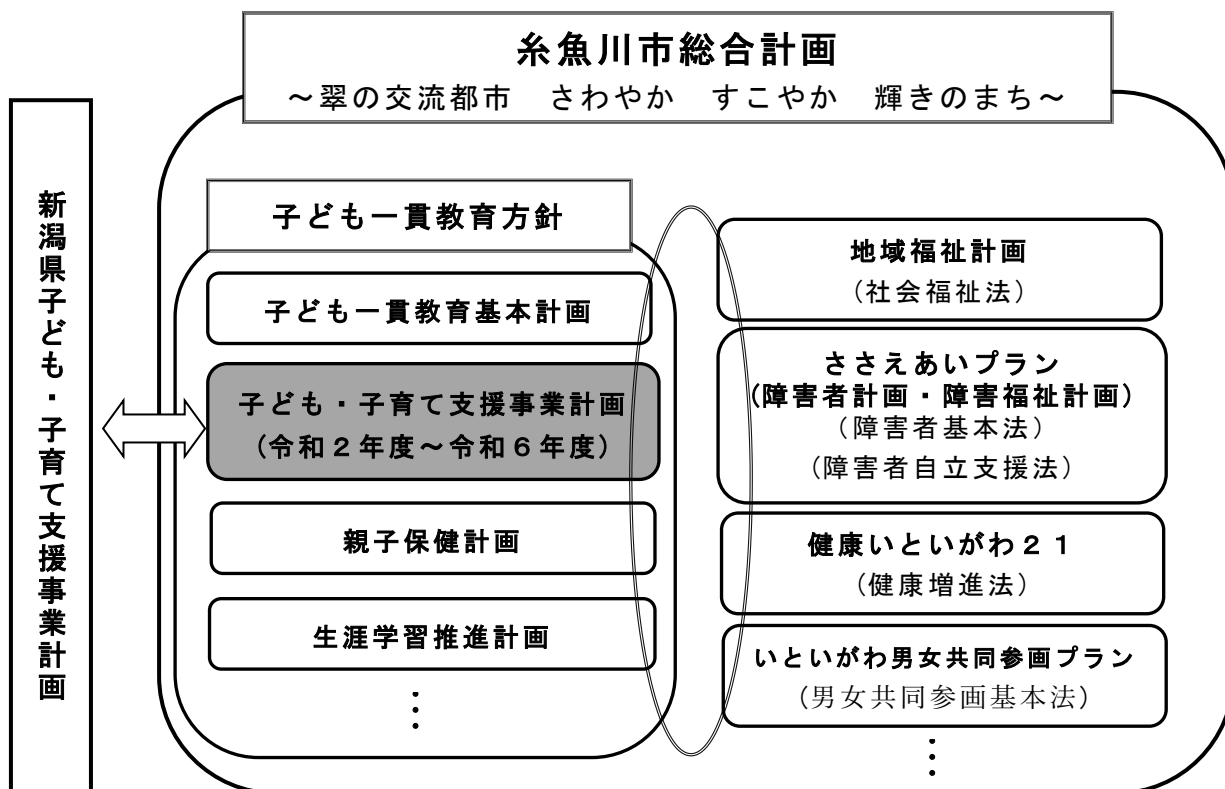 糸魚川市総合計画
～翠の交流都市　さわやか　すこやか　輝きのまち～
新潟県子ども・子育て支援事業計画
子ども一貫教育方針
子ども一貫教育基本計画
子ども・子育て支援事業計画
（令和２年度～令和６年度）
親子保健計画
生涯学習推進計画
⋮
地域福祉計画
（社会福祉法）
ささえあいプラン
（障害者計画・障害福祉計画）
（障害者基本法）
（障害者自立支援法）
健康いといがわ２１
（健康増進法）
いといがわ男女共同参画プラン
（男女共同参画基本法）
⋮